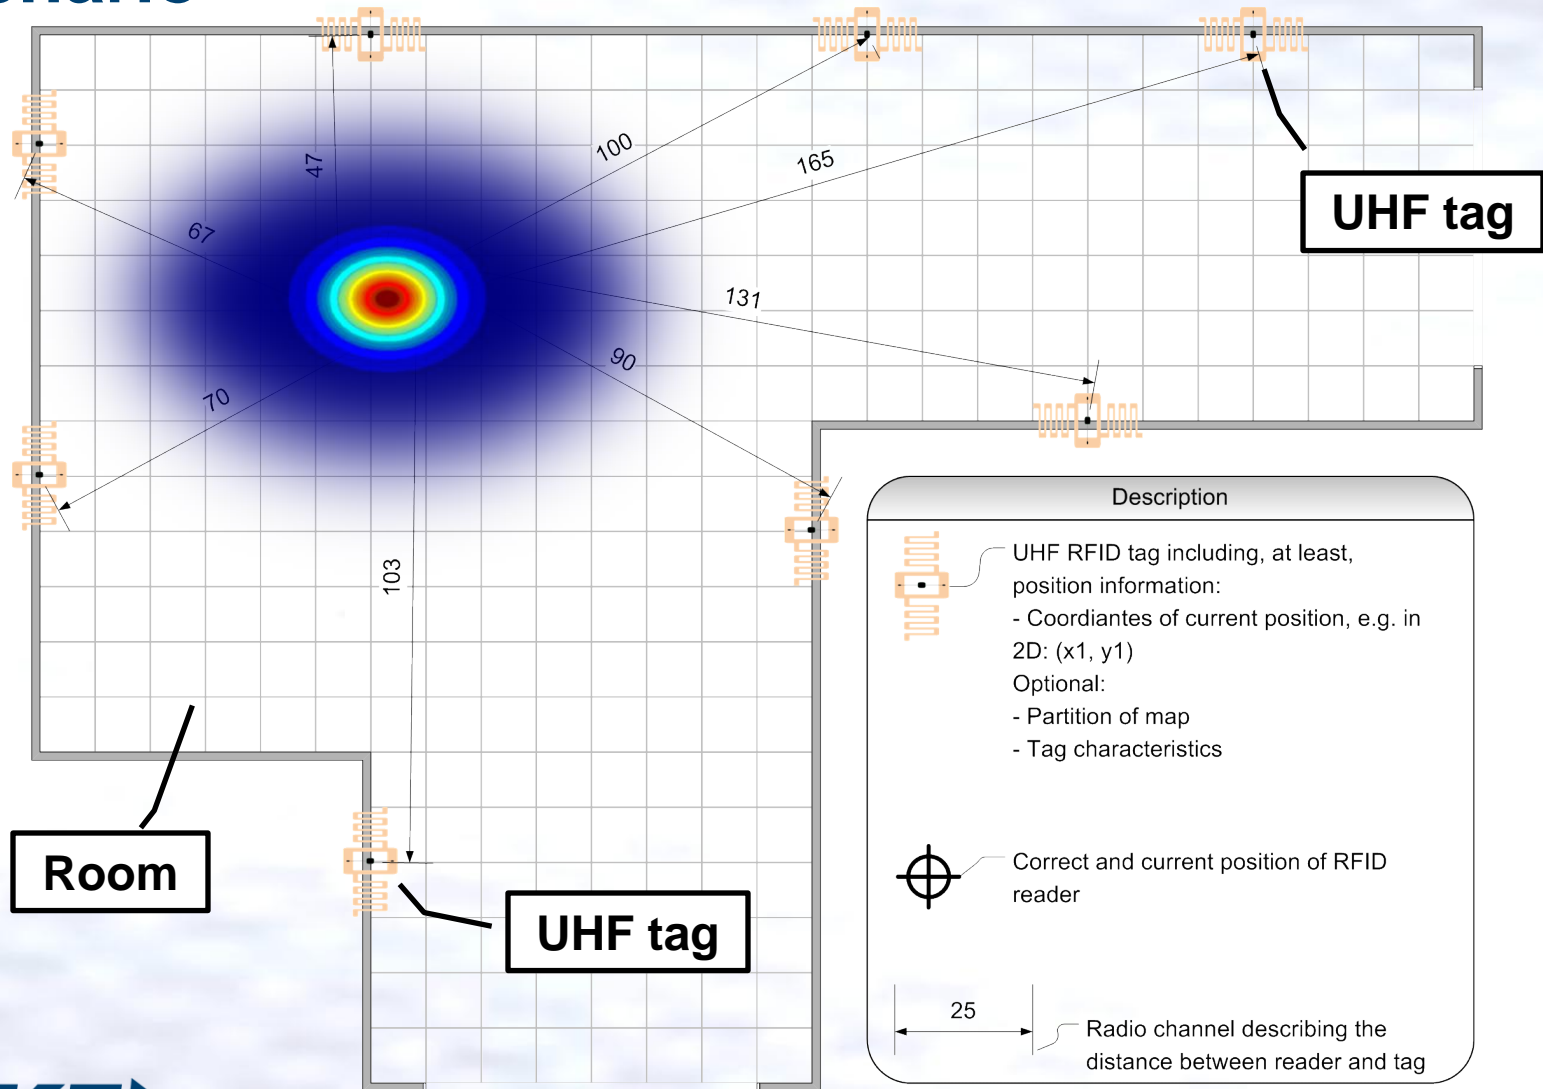 47
100
165
67
UHF tag
131
90
70
Description
103
UHF RFID tag including, at least,
position information:
- Coordiantes of current position, e.g. in
2D: (x1, y1)
Optional:
- Partition of map
- Tag characteristics
Room
Correct and current position of RFID
reader
UHF tag
25
Radio channel describing the
distance between reader and tag